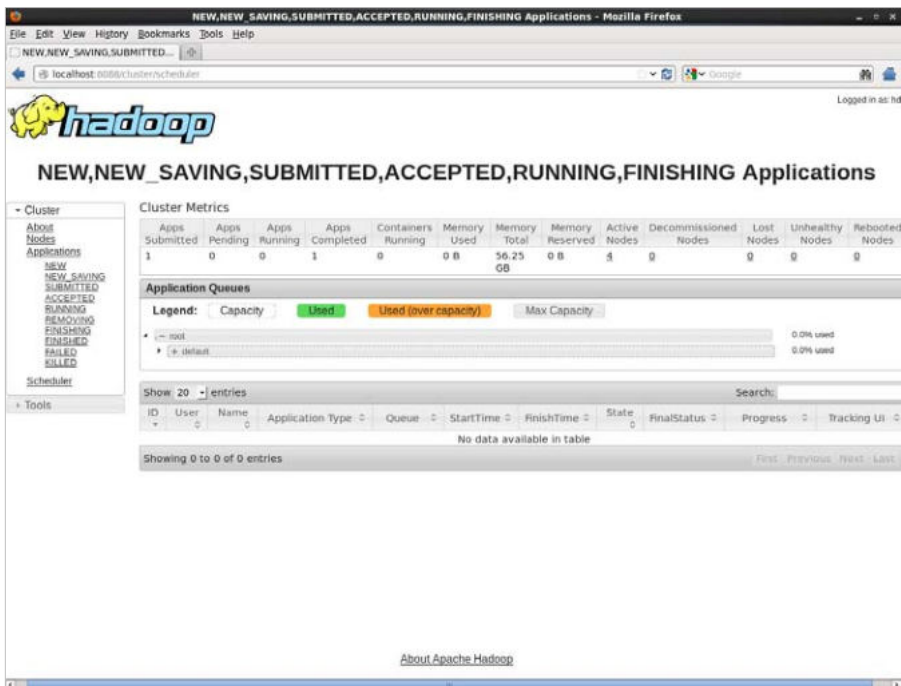 NEW,NEW_SAVING,SUBMITTED,ACCEPTED,RUNNING,FINISHING Applications - Mozilla Firefox
File Edit View History Bookmarks Tools Help
NEW,NEW_SAVING,SUBMITTED...
localhost:8088/cluster/scheduler
Google
Logged in as: hd
hadoop
NEW,NEW_SAVING,SUBMITTED,ACCEPTED,RUNNING,FINISHING Applications
Cluster
About
Nodes
Applications
NEW
NEW_SAVING
SUBMITTED
ACCEPTED
RUNNING
REMOVING
FINISHING
FINISHED
FAILED
KILLED
Scheduler
Tools
Cluster Metrics
Apps Submitted Apps Pending Apps Running Apps Completed Containers Running Memory Used Memory Total Memory Reserved Active Nodes Decommissioned Nodes Lost Nodes Unhealthy Nodes Rebooted Nodes
1 0 0 1 0 0 B 56.25 GB 0 B 4 0 0 0 0
Application Queues
Legend: Capacity Used Used (over capacity) Max Capacity
- root 0.0% used
+ default 0.0% used
Show 20 entries Search:
ID User Name Application Type Queue StartTime FinishTime State FinalStatus Progress Tracking UI
No data available in table
Showing 0 to 0 of 0 entries First Previous Next Last
About Apache Hadoop